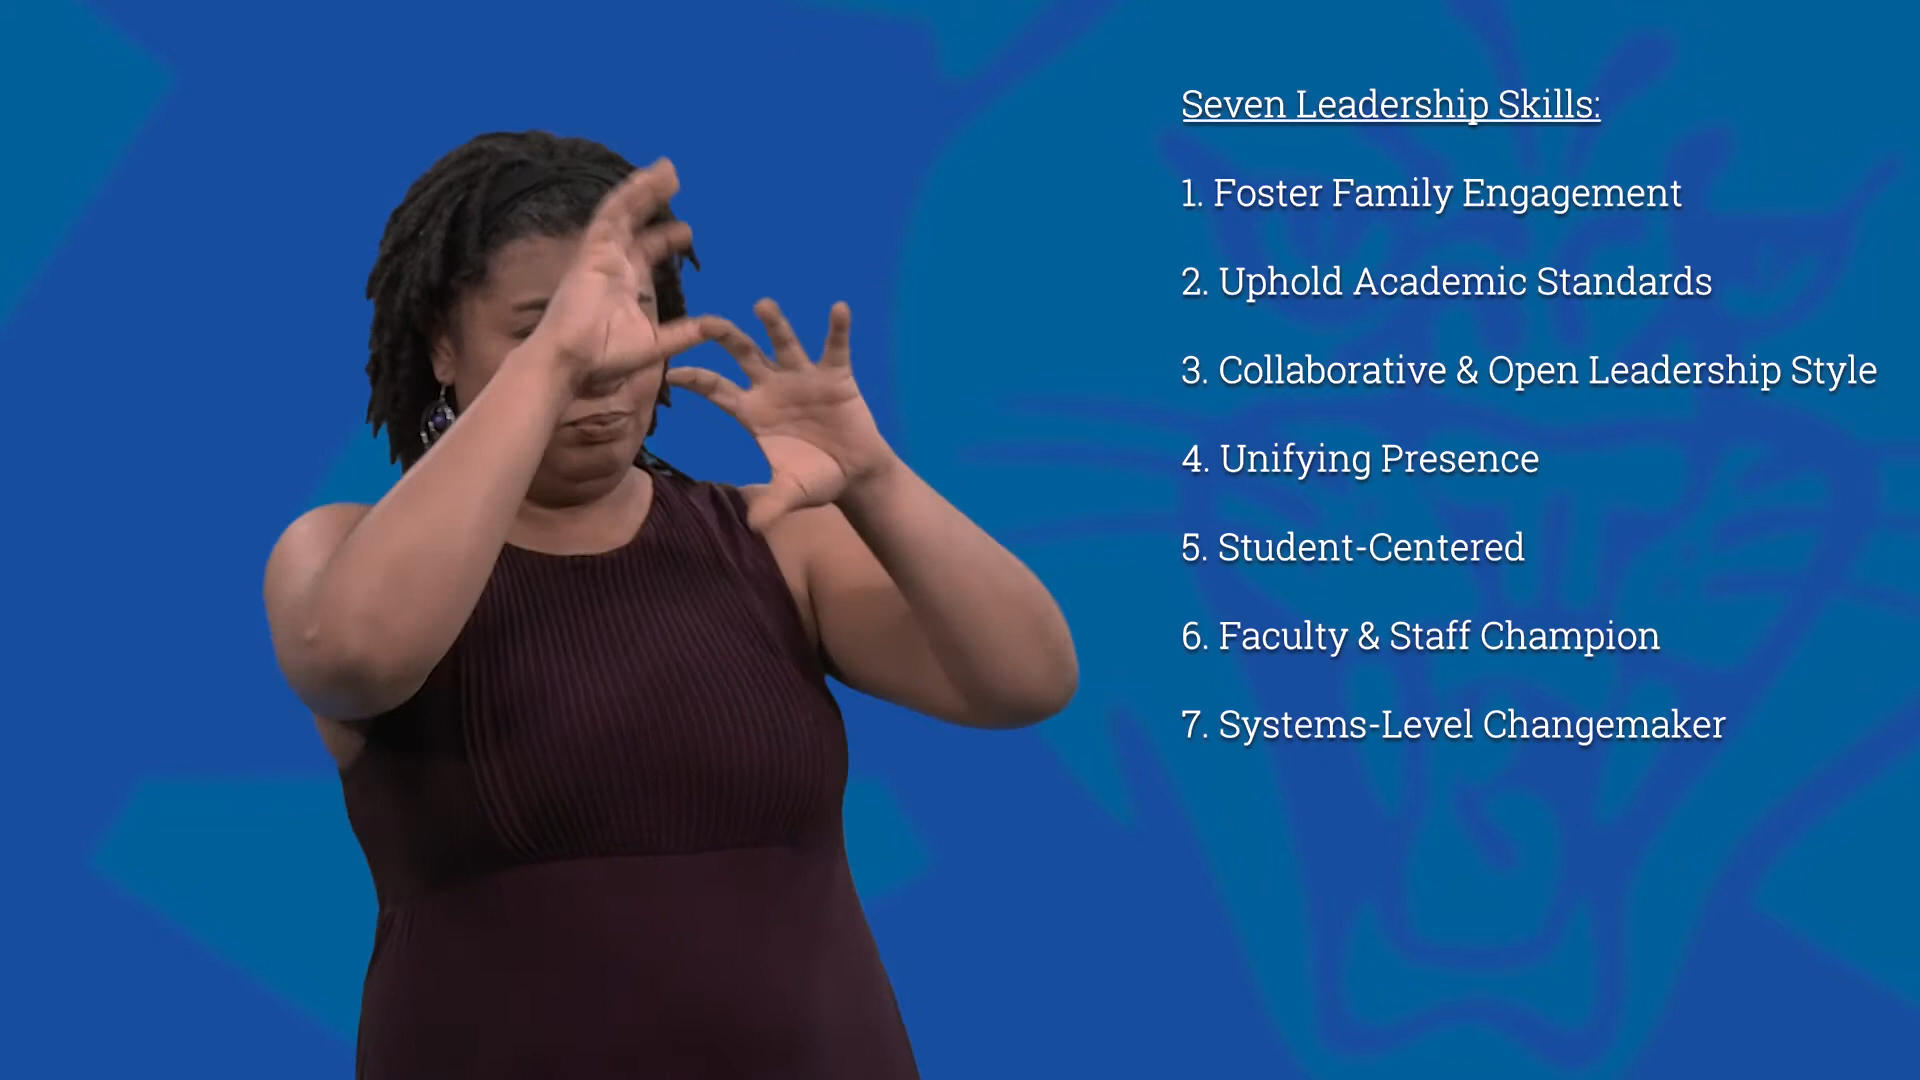 Seven Leadership Skills:
1. Foster Family Engagement
2. Uphold Academic Standards
3. Collaborative & Open Leadership Style
4. Unifying Presence
5. Student-Centered
6. Faculty & Staff Champion
7. Systems-Level Changemaker